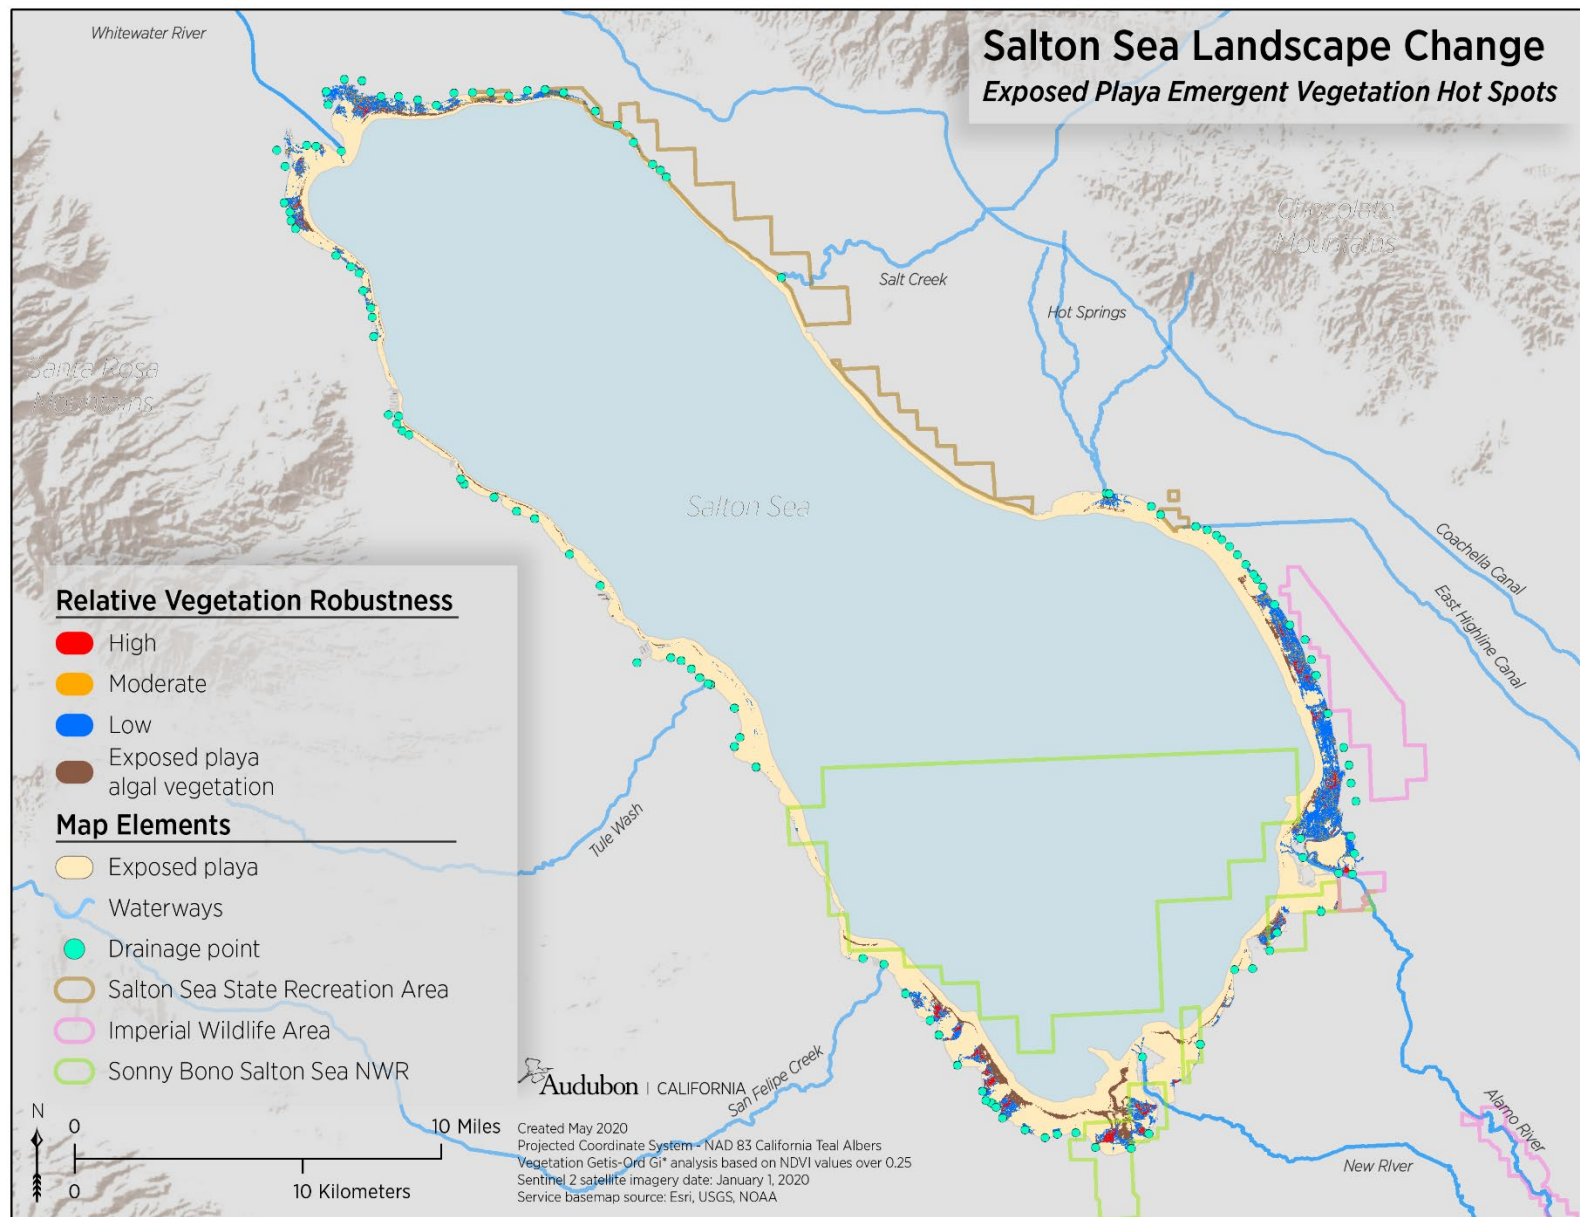 Whitewater River
Salton Sea Landscape Change
Exposed Playa Emergent Vegetation Hot Spots
Chocolate
Mountains
Salt Creek
Hot Springs
Santa Rosa
Mountains
Salton Sea
Coachella Canal
East Highline Canal
Relative Vegetation Robustness
High
Moderate
Low
Exposed playa
algal vegetation
Map Elements
Exposed playa
Waterways
Drainage point
Salton Sea State Recreation Area
Imperial Wildlife Area
Sonny Bono Salton Sea NWR
Tule Wash
San Felipe Creek
Alamo River
New RIver
Audubon | CALIFORNIA
N
0
10 Miles
0
10 Kilometers
Created May 2020
Projected Coordinate System - NAD 83 California Teal Albers
Vegetation Getis-Ord Gi* analysis based on NDVI values over 0.25
Sentinel 2 satellite imagery date: January 1, 2020
Service basemap source: Esri, USGS, NOAA